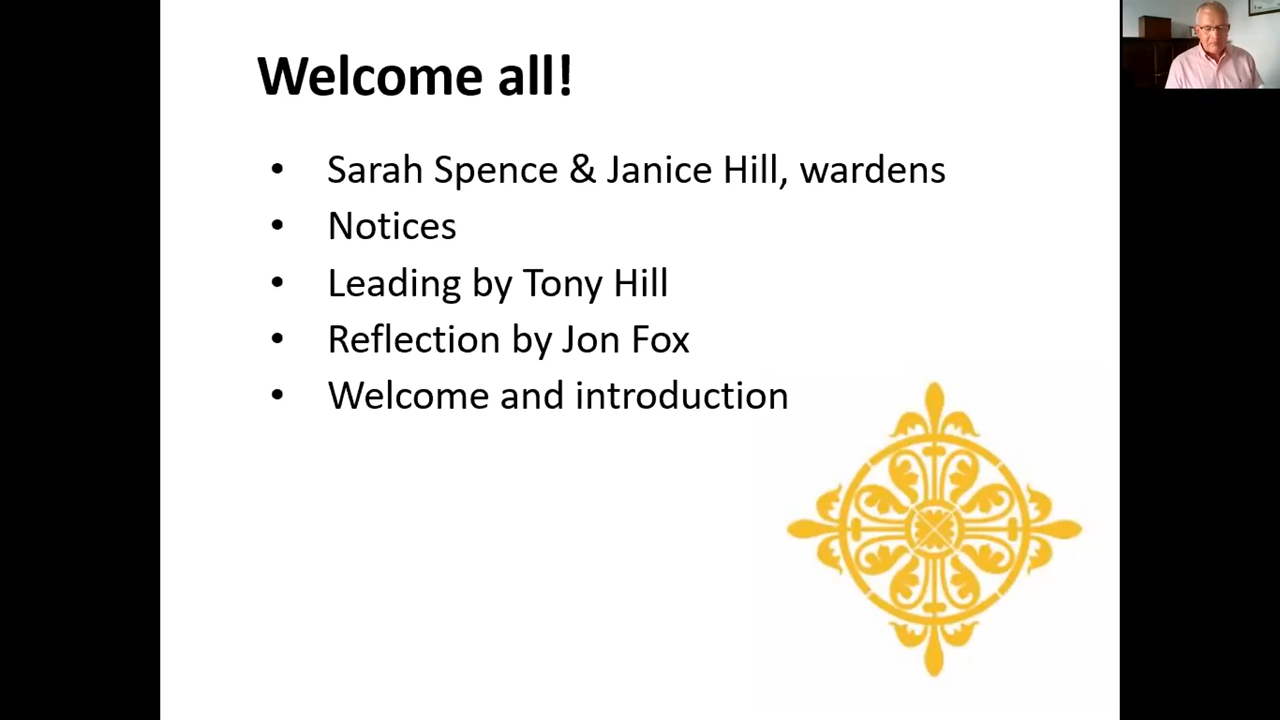 Welcome all!
• Sarah Spence & Janice Hill, wardens
• Notices
• Leading by Tony Hill
• Reflection by Jon Fox
• Welcome and introduction